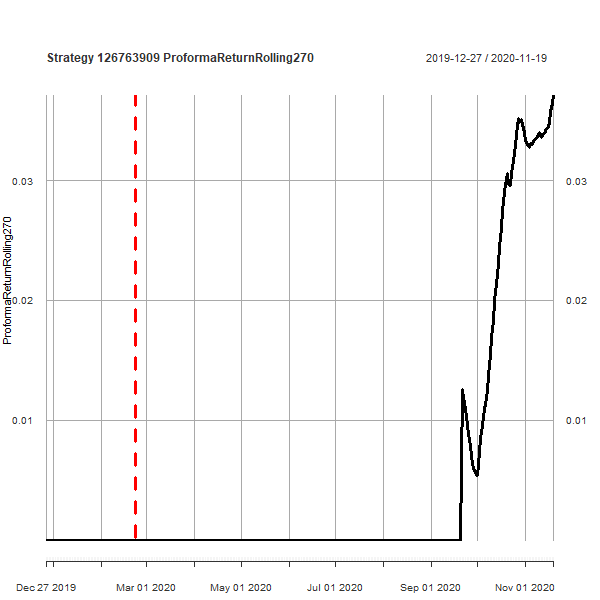 Strategy 126763909 ProformaReturnRolling270
2019-12-27 / 2020-11-19
ProformaReturnRolling270
0.03
0.03
0.02
0.02
0.01
0.01
Dec 27 2019
Mar 01 2020
May 01 2020
Jul 01 2020
Sep 01 2020
Nov 01 2020